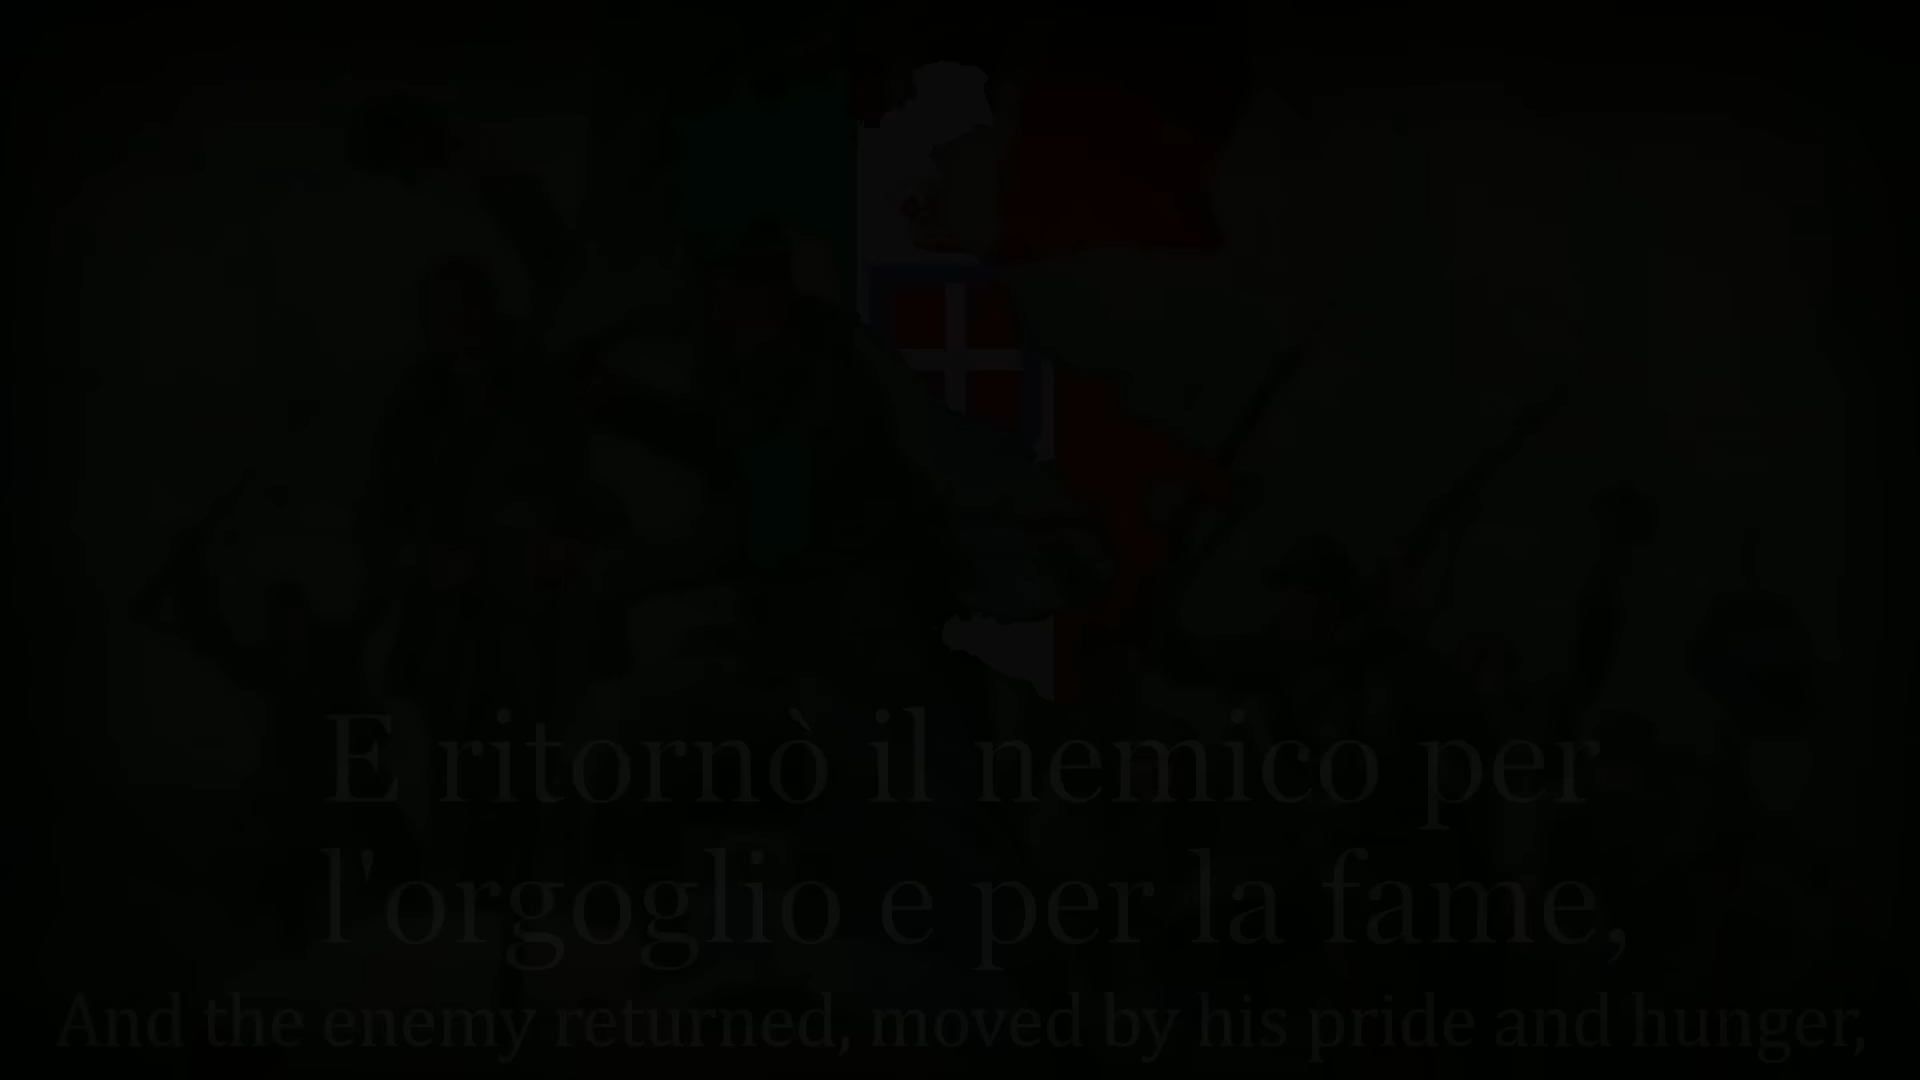 E ritornò il nemico per
l'orgoglio e per la fame,
And the enemy returned, moved by his pride and hunger,